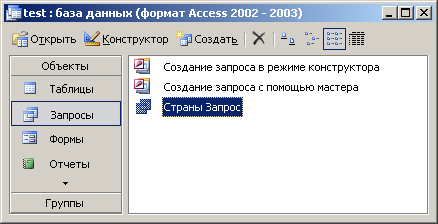 test : база данных (формат Access 2002 - 2003)
Открыть Конструктор Создать
Объекты
Таблицы
Запросы
Формы
Отчеты
Группы
Создание запроса в режиме конструктора
Создание запроса с помощью мастера
Страны Запрос